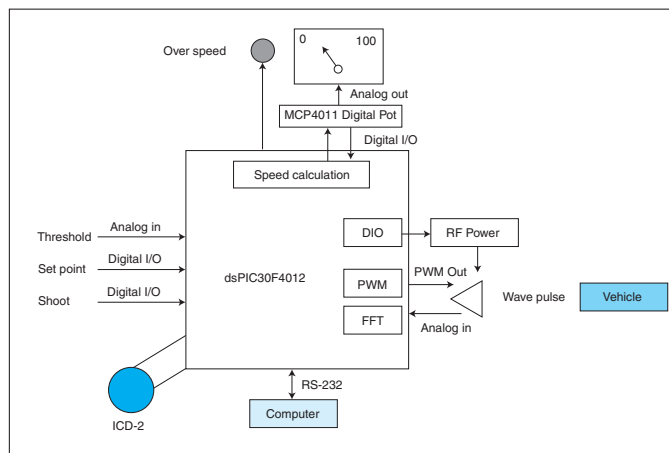 Over speed
0
100
Analog out
MCP4011 Digital Pot
Digital I/O
Speed calculation
Threshold
Analog in
Set point
Digital I/O
Shoot
Digital I/O
dsPIC30F4012
DIO
RF Power
PWM
PWM Out
FFT
Analog in
Wave pulse
Vehicle
RS-232
Computer
ICD-2